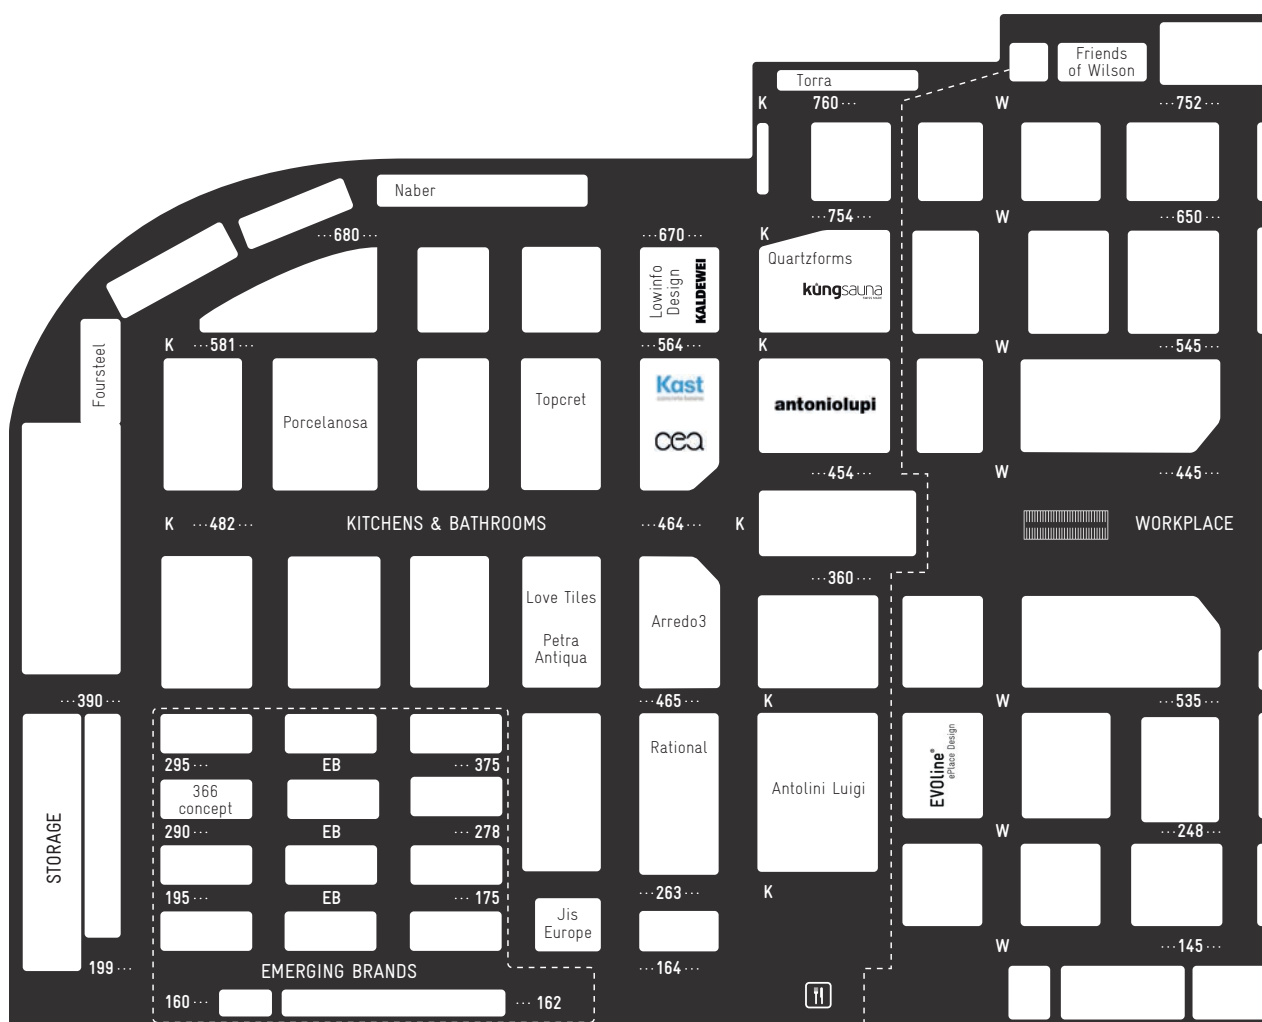 Friends
of Wilson
Torra
K
760···
W
···752···
Naber
···754···
W
···650···
···680···
···670···
K
Lowinfo
Design
KALDEWEI
Quartzforms
küngsauna
K
···581···
···564···
K
W
···545···
Foursteel
Porcelanosa
Topcret
Kast
cea
antoniolupi
···454···
W
···445···
K
···482···
KITCHENS & BATHROOMS
···464···
K
WORKPLACE
···360···
Love Tiles
Petra
Antiqua
Arredo3
···390···
···465···
K
W
···535···
295···
EB
···375
Rational
366
concept
Antolini Luigi
EVOline®
ePlace Design
290···
EB
···278
W
···248···
STORAGE
195···
EB
···175
···263···
K
Jis
Europe
W
···145···
199···
EMERGING BRANDS
···164···
160···
···162